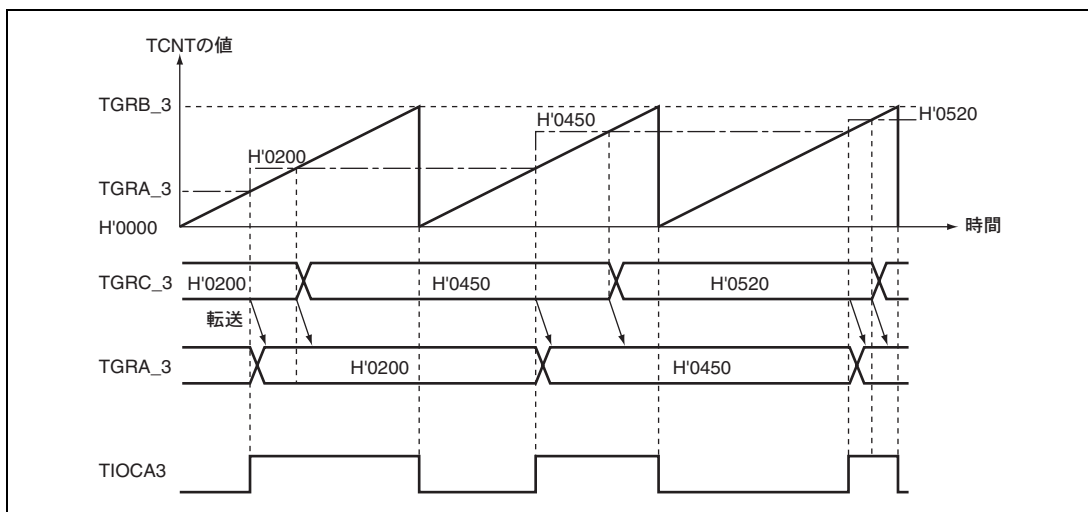 TCNTの値
TGRB_3
H'0520
H'0450
H'0200
TGRA_3
H'0000
時間
TGRC_3
H'0200
H'0450
H'0520
転送
TGRA_3
H'0200
H'0450
TIOCA3